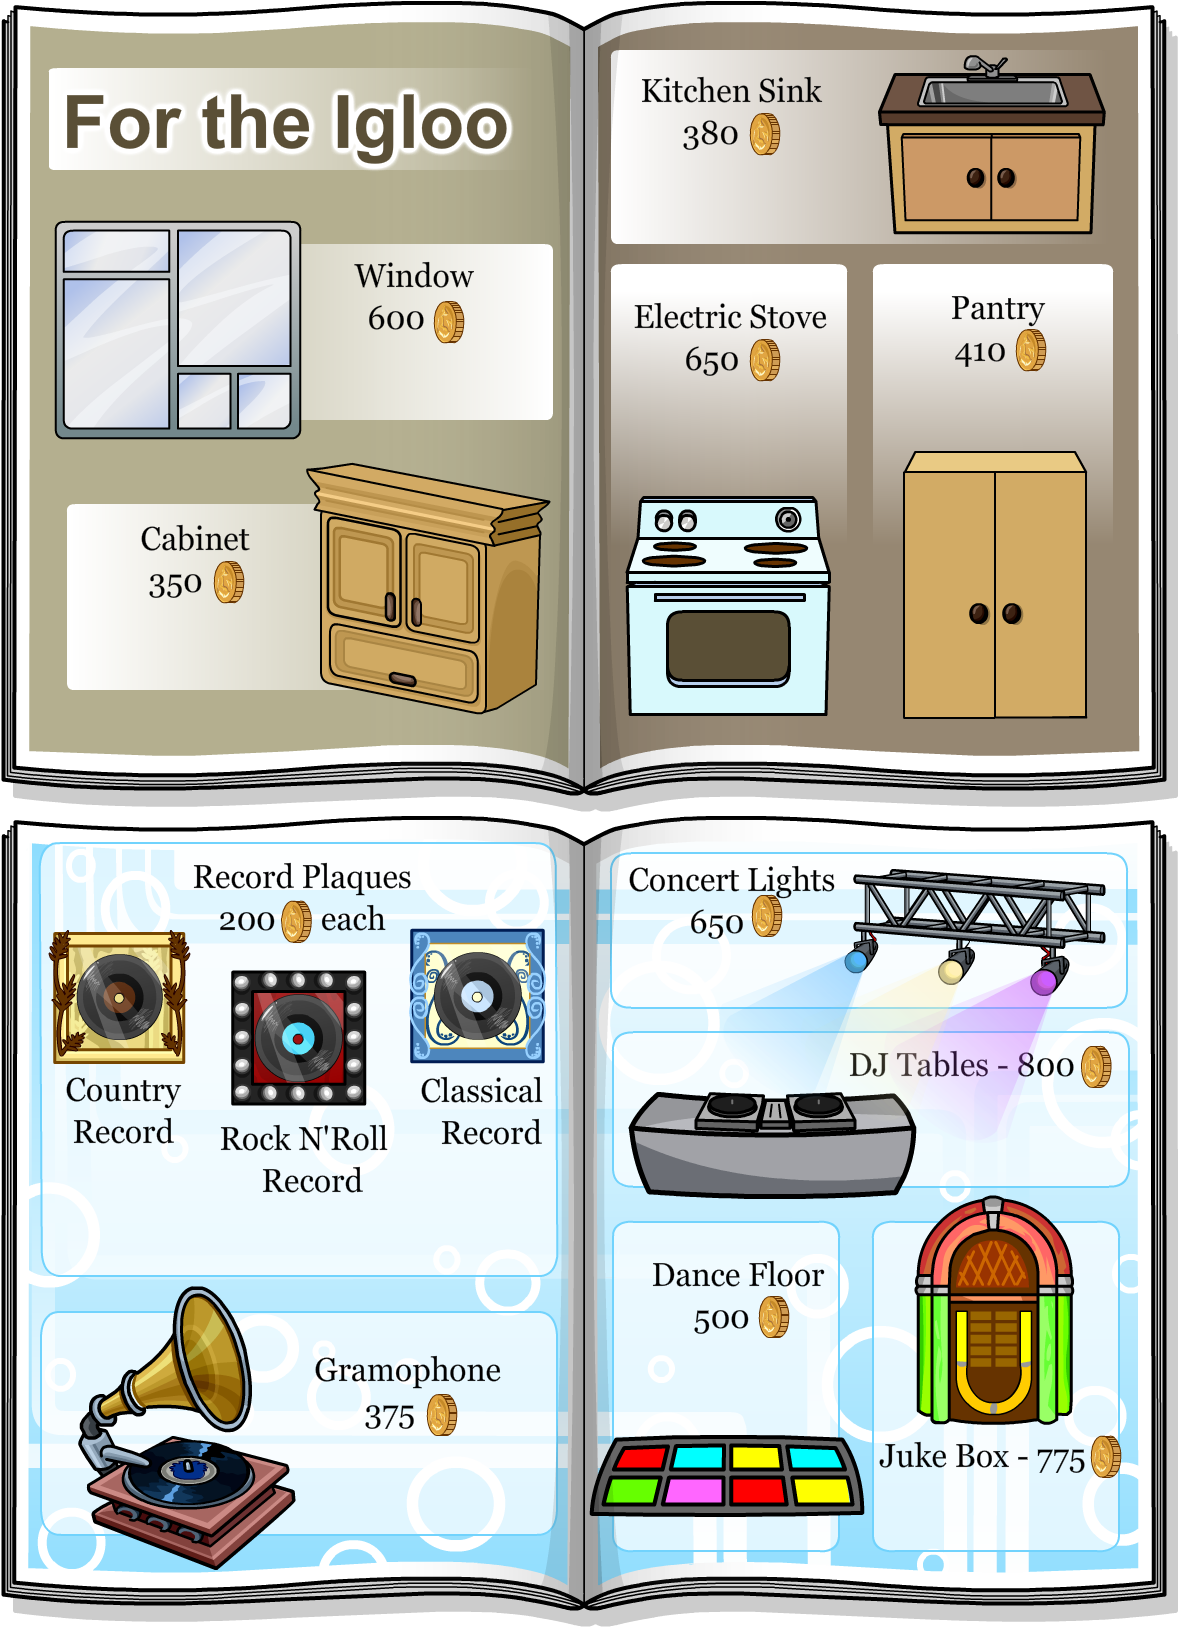 For the Igloo
Window
600
Cabinet
350
Kitchen Sink
380
Electric Stove
650
Pantry
410
Record Plaques
200 each
Country
Record
Rock N'Roll
Record
Classical
Record
Gramophone
375
Concert Lights
650
DJ Tables - 800
Dance Floor
500
Juke Box - 775